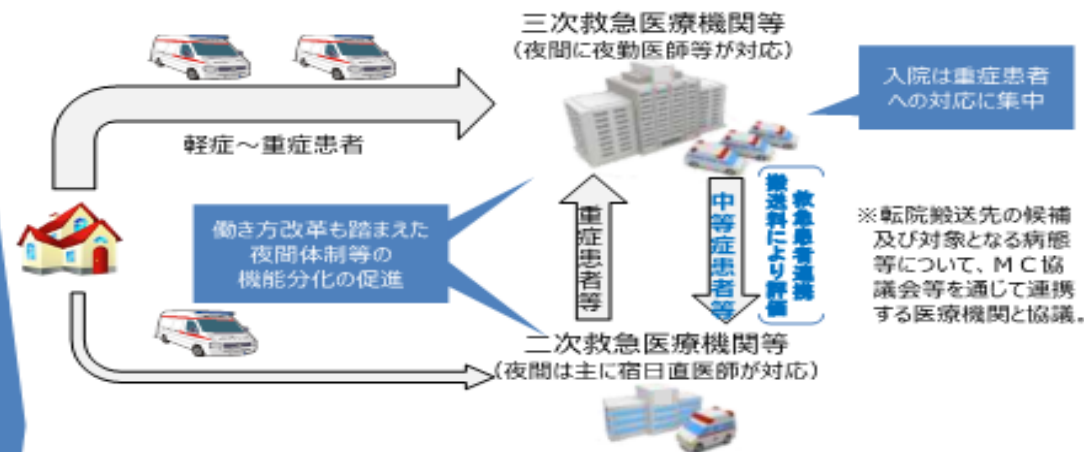 三次救急医療機関等
(夜間に夜勤医師等が対応)
入院は重症患者
への対応に集中
軽症～重症患者
働き方改革も踏まえた
夜間体制等の
機能分化の促進
重症患者等
中等症患者等
救急患者連携
搬送料により評価
※転院搬送先の候補
及び対象となる病態
等について、MC協
議会等を通じて連携
する医療機関と協議。
二次救急医療機関等
(夜間は主に宿日直医師が対応)